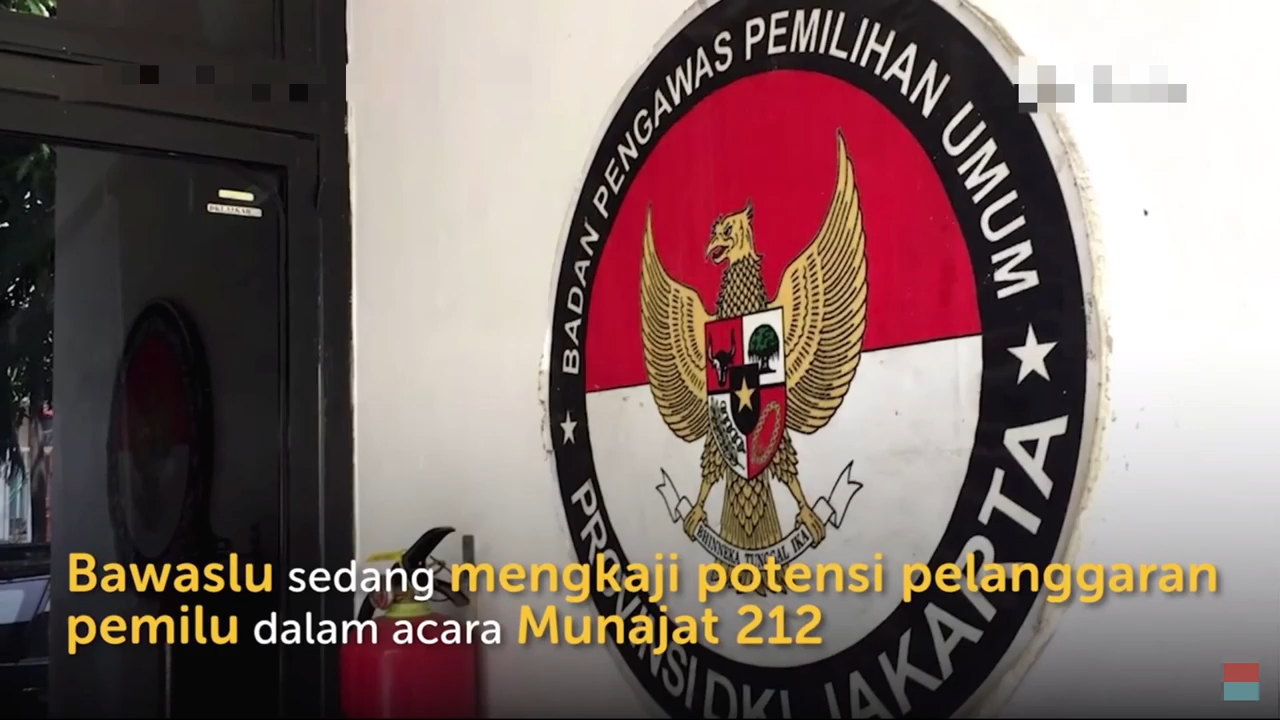 BADAN PENGAWAS PEMILIHAN UMUM
PROVINSI DKI JAKARTA
BHINNEKA TUNGGAL IKA
Bawaslu sedang mengkaji potensi pelanggaran
pemilu dalam acara Munajat 212